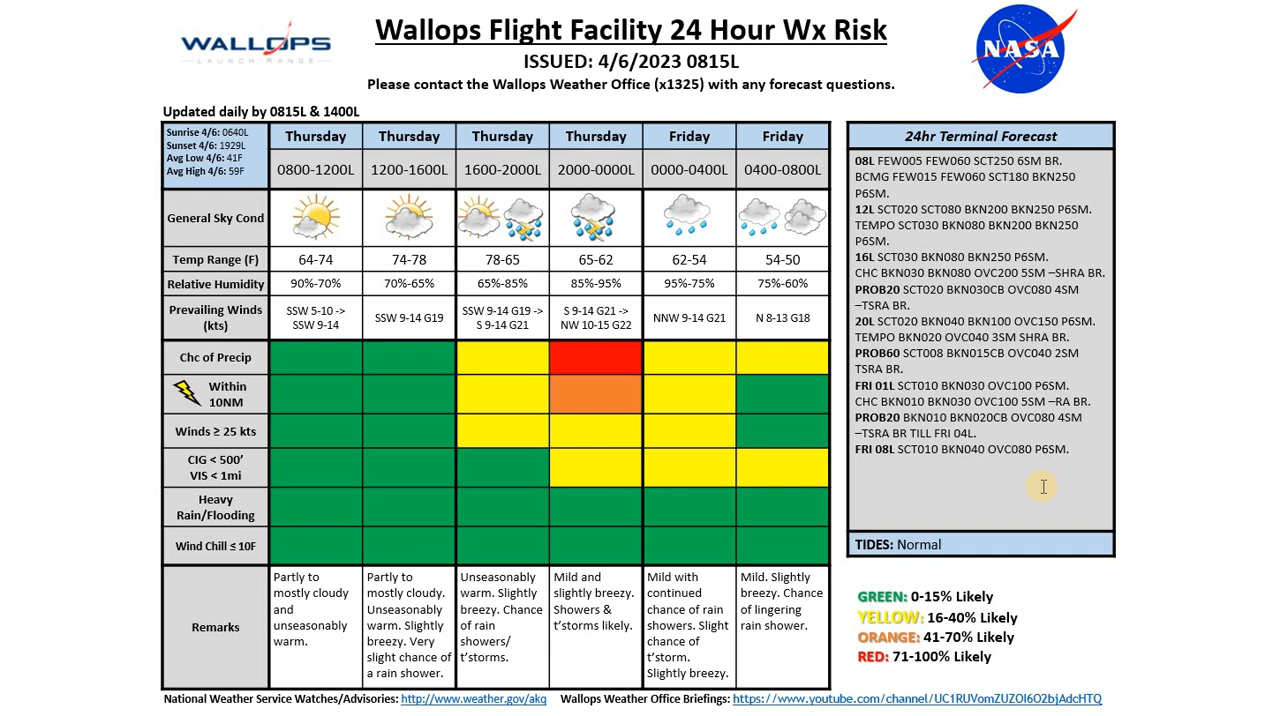 WALLOPS
LAUNCH RANGE
Wallops Flight Facility 24 Hour Wx Risk
ISSUED: 4/6/2023 0815L
Please contact the Wallops Weather Office (x1325) with any forecast questions.
NASA
Updated daily by 0815L & 1400L
Sunrise 4/6: 0640L
Sunset 4/6: 1929L
Avg Low 4/6: 41F
Avg High 4/6: 59F
Thursday Thursday Thursday Thursday Friday Friday
0800-1200L 1200-1600L 1600-2000L 2000-0000L 0000-0400L 0400-0800L
General Sky Cond
Temp Range (F) 64-74 74-78 78-65 65-62 62-54 54-50
Relative Humidity 90%-70% 70%-65% 65%-85% 85%-95% 95%-75% 75%-60%
Prevailing Winds
(kts)
SSW 5-10 ->
SSW 9-14
SSW 9-14 G19
SSW 9-14 G19 ->
S 9-14 G21
S 9-14 G21 ->
NW 10-15 G22
NNW 9-14 G21
N 8-13 G18
Chc of Precip
Within
10NM
Winds ≥ 25 kts
CIG < 500’
VIS < 1mi
Heavy
Rain/Flooding
Wind Chill ≤ 10F
Remarks
Partly to
mostly cloudy
and
unseasonably
warm.
Partly to
mostly cloudy.
Unseasonably
warm. Slightly
breezy. Very
slight chance of
a rain shower.
Unseasonably
warm. Slightly
breezy. Chance
of rain
showers/
t’storms.
Mild and
slightly breezy.
Showers &
t’storms likely.
Mild with
continued
chance of rain
showers. Slight
chance of
t’storm.
Slightly breezy.
Mild. Slightly
breezy. Chance
of lingering
rain shower.
24hr Terminal Forecast
08L FEW005 FEW060 SCT250 6SM BR.
BCMG FEW015 FEW060 SCT180 BKN250
P6SM.
12L SCT020 SCT080 BKN200 BKN250 P6SM.
TEMPO SCT030 BKN080 BKN200 BKN250
P6SM.
16L SCT030 BKN080 BKN250 P6SM.
CHC BKN030 BKN080 OVC200 5SM –SHRA BR.
PROB20 SCT020 BKN030CB OVC080 4SM
–TSRA BR.
20L SCT020 BKN040 BKN100 OVC150 P6SM.
TEMPO BKN020 OVC040 3SM SHRA BR.
PROB60 SCT008 BKN015CB OVC040 2SM
TSRA BR.
FRI 01L SCT010 BKN030 OVC100 P6SM.
CHC BKN010 BKN030 OVC100 5SM –RA BR.
PROB20 BKN010 BKN020CB OVC080 4SM
–TSRA BR TILL FRI 04L.
FRI 08L SCT010 BKN040 OVC080 P6SM.
TIDES: Normal
GREEN: 0-15% Likely
YELLOW: 16-40% Likely
ORANGE: 41-70% Likely
RED: 71-100% Likely
National Weather Service Watches/Advisories: http://www.weather.gov/akq Wallops Weather Office Briefings: https://www.youtube.com/channel/UC1RUVomZUZOl6O2bjAdcHTQ